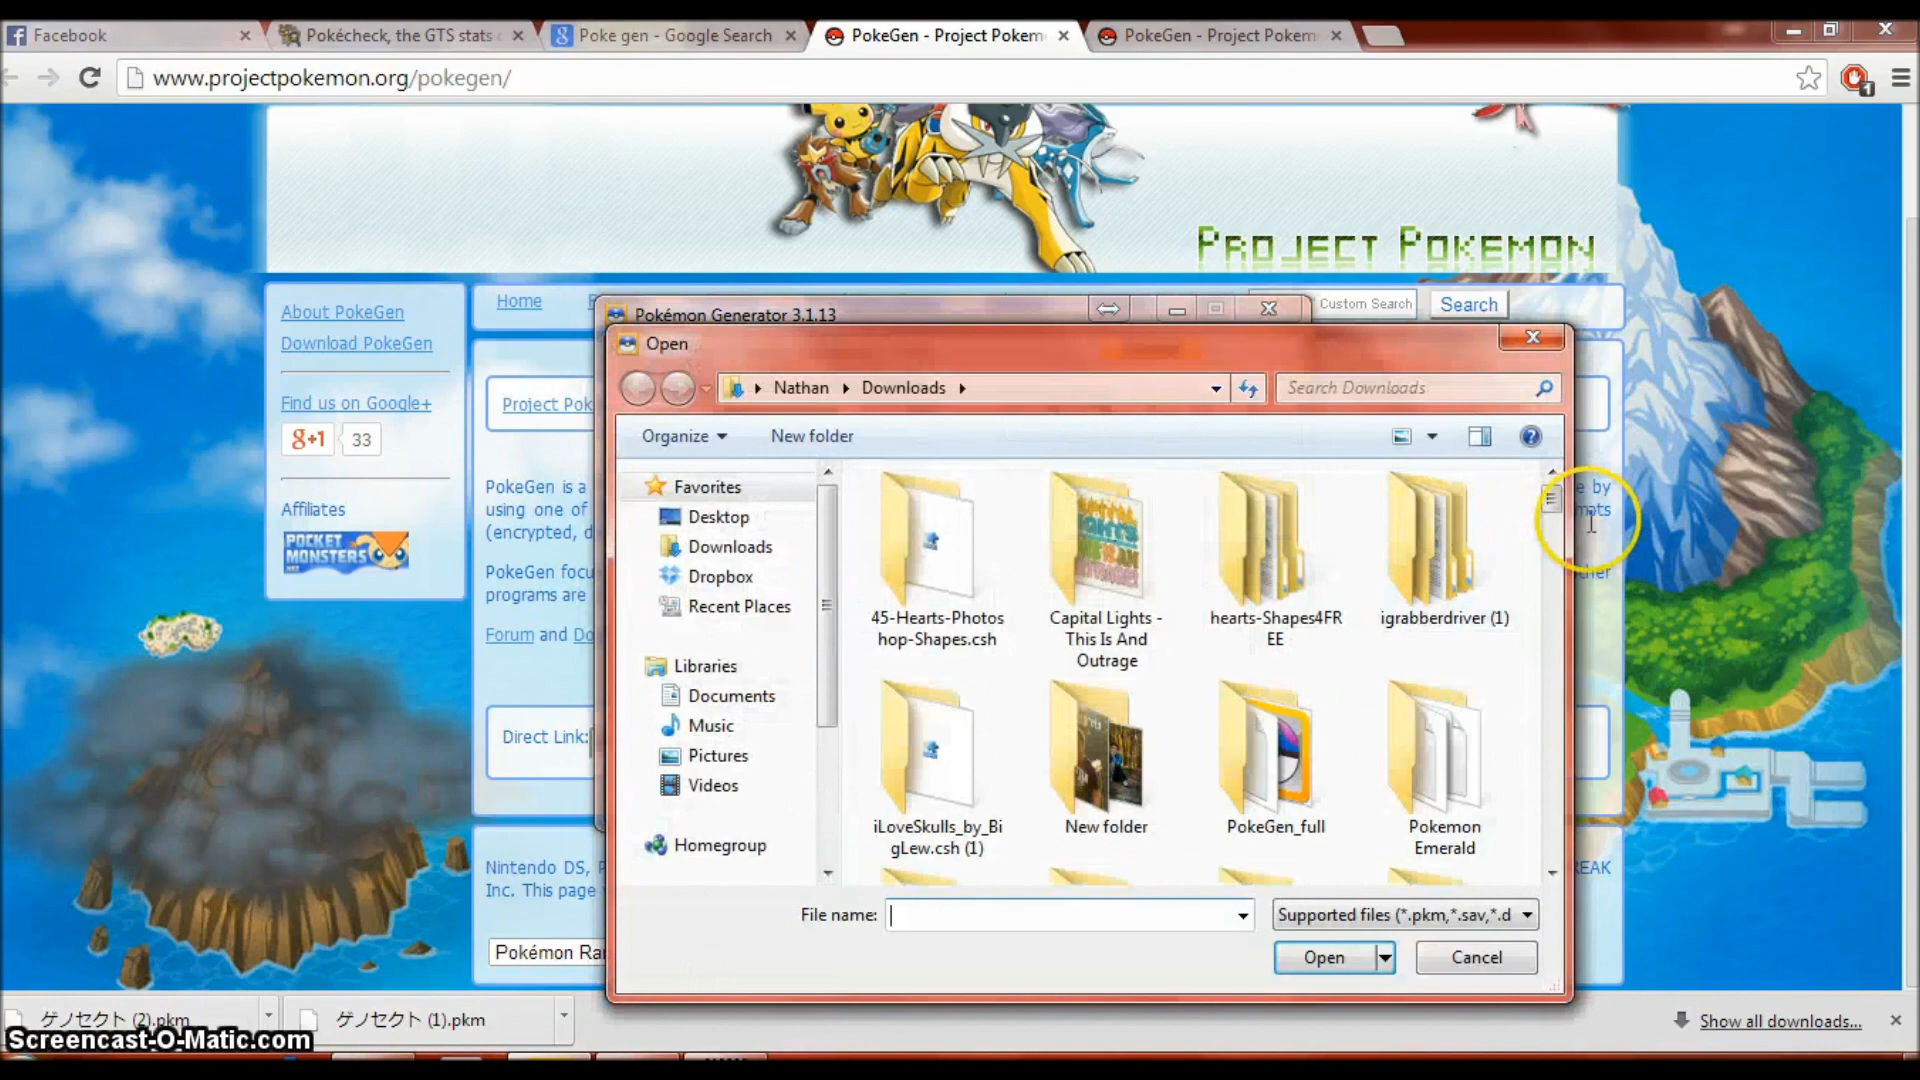 Facebook
Pokécheck, the GTS stats
Poke gen - Google Search
PokeGen - Project Pokem
PokeGen - Project Pokem
www.projectpokemon.org/pokegen/
1
PROJECT POKEMON
About PokeGen
Download PokeGen
Find us on Google+
g+1
33
Affiliates
POCKET
MONSTERS
Home
Custom Search
Search
Project Pok
PokeGen is a
using one of
(encrypted, d
PokeGen focu
programs are
Forum and Do
Direct Link:
Nintendo DS, P
Inc. This page
Pokémon Ra
e by
mats
cher
REAK
Pokémon Generator 3.1.13
Open
Nathan
Downloads
Search Downloads
Organize
New folder
Favorites
Desktop
Downloads
Dropbox
Recent Places
Libraries
Documents
Music
Pictures
Videos
Homegroup
45-Hearts-Photos
hop-Shapes.csh
Capital Lights -
This Is And
Outrage
hearts-Shapes4FR
EE
igrabberdriver (1)
iLoveSkulls_by_Bi
gLew.csh (1)
New folder
PokeGen_full
Pokemon
Emerald
File name:
Supported files (*.pkm,*.sav,*.d
Open
Cancel
ゲノセクト (2).pkm
ゲノセクト (1).pkm
Show all downloads...
Screencast-O-Matic.com